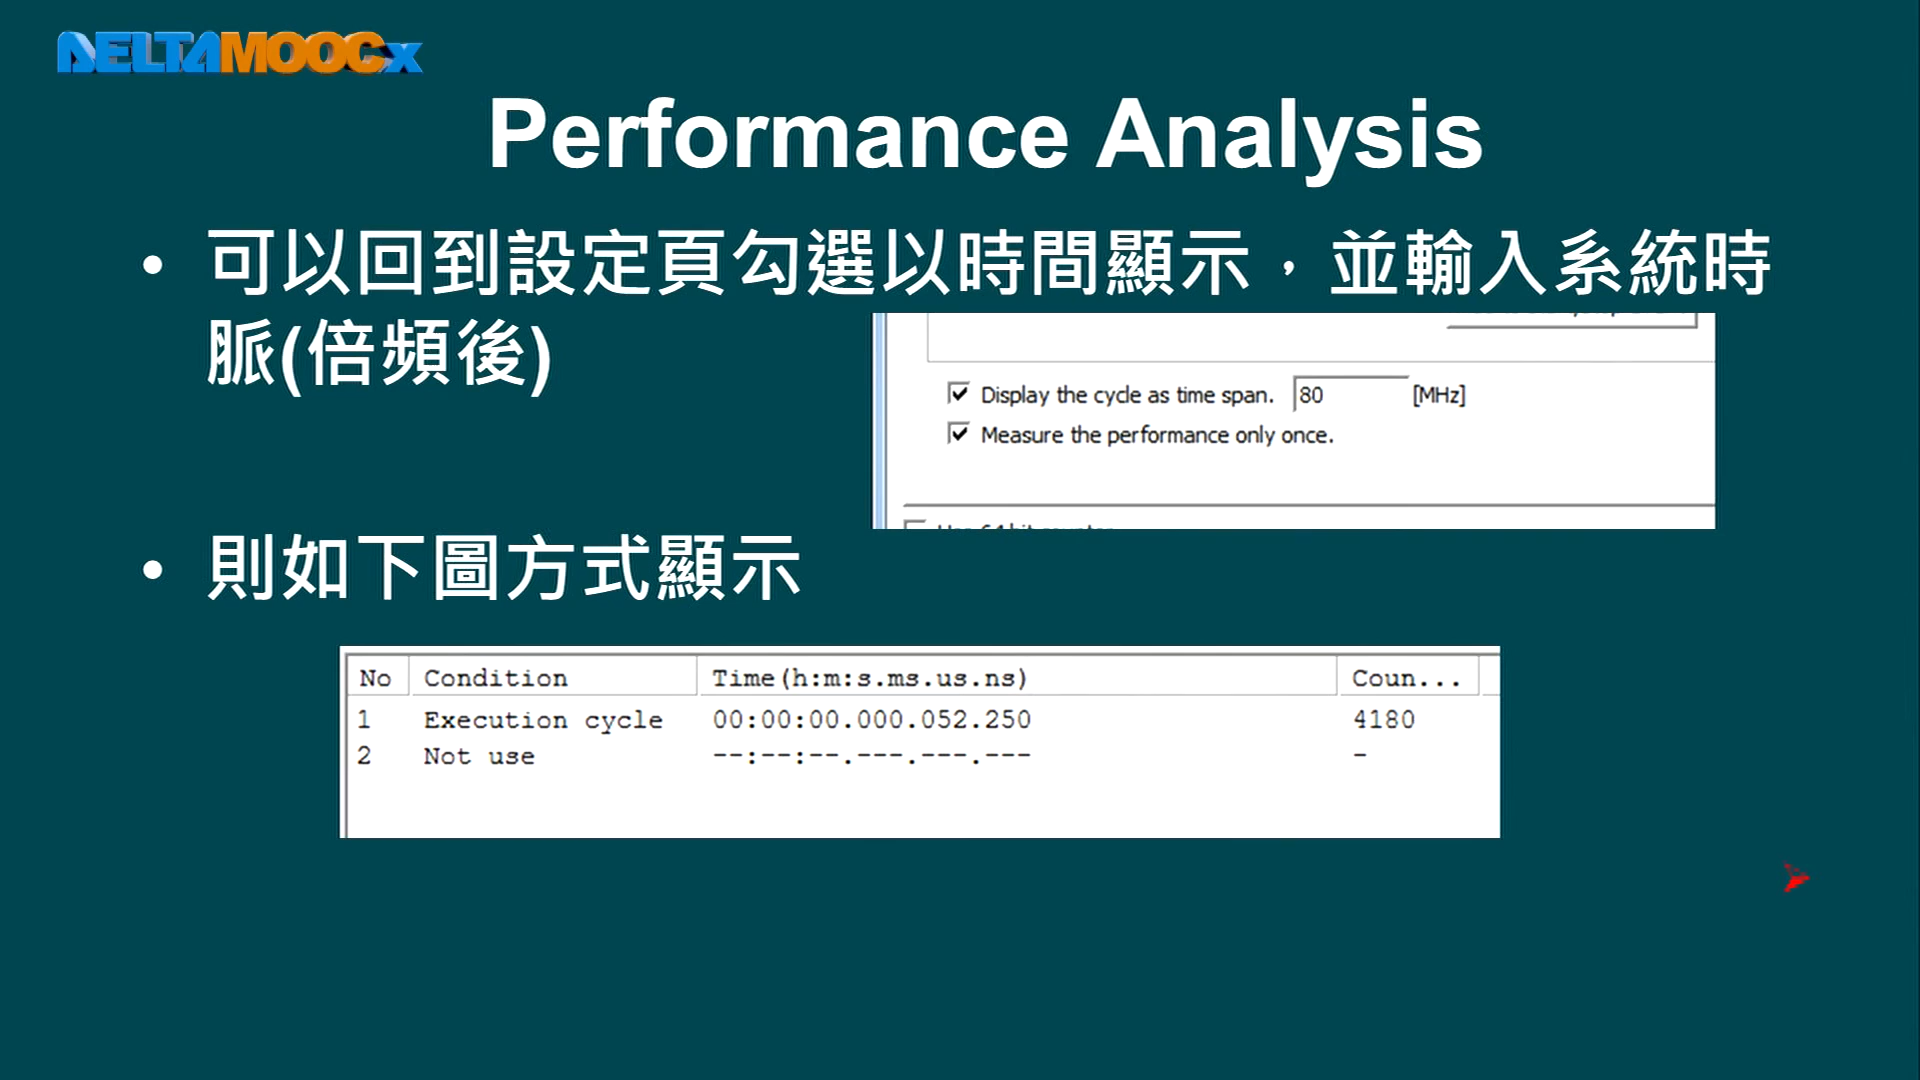 DELTAMOOCx
Performance Analysis
• 可以回到設定頁勾選以時間顯示，並輸入系統時
脈(倍頻後)
Display the cycle as time span. 80 [MHz]
Measure the performance only once.
• 則如下圖方式顯示
No Condition Time(h:m:s.ms.us.ns) Coun...
1 Execution cycle 00:00:00.000.052.250 4180
2 Not use --:--:--.---.---.--- -